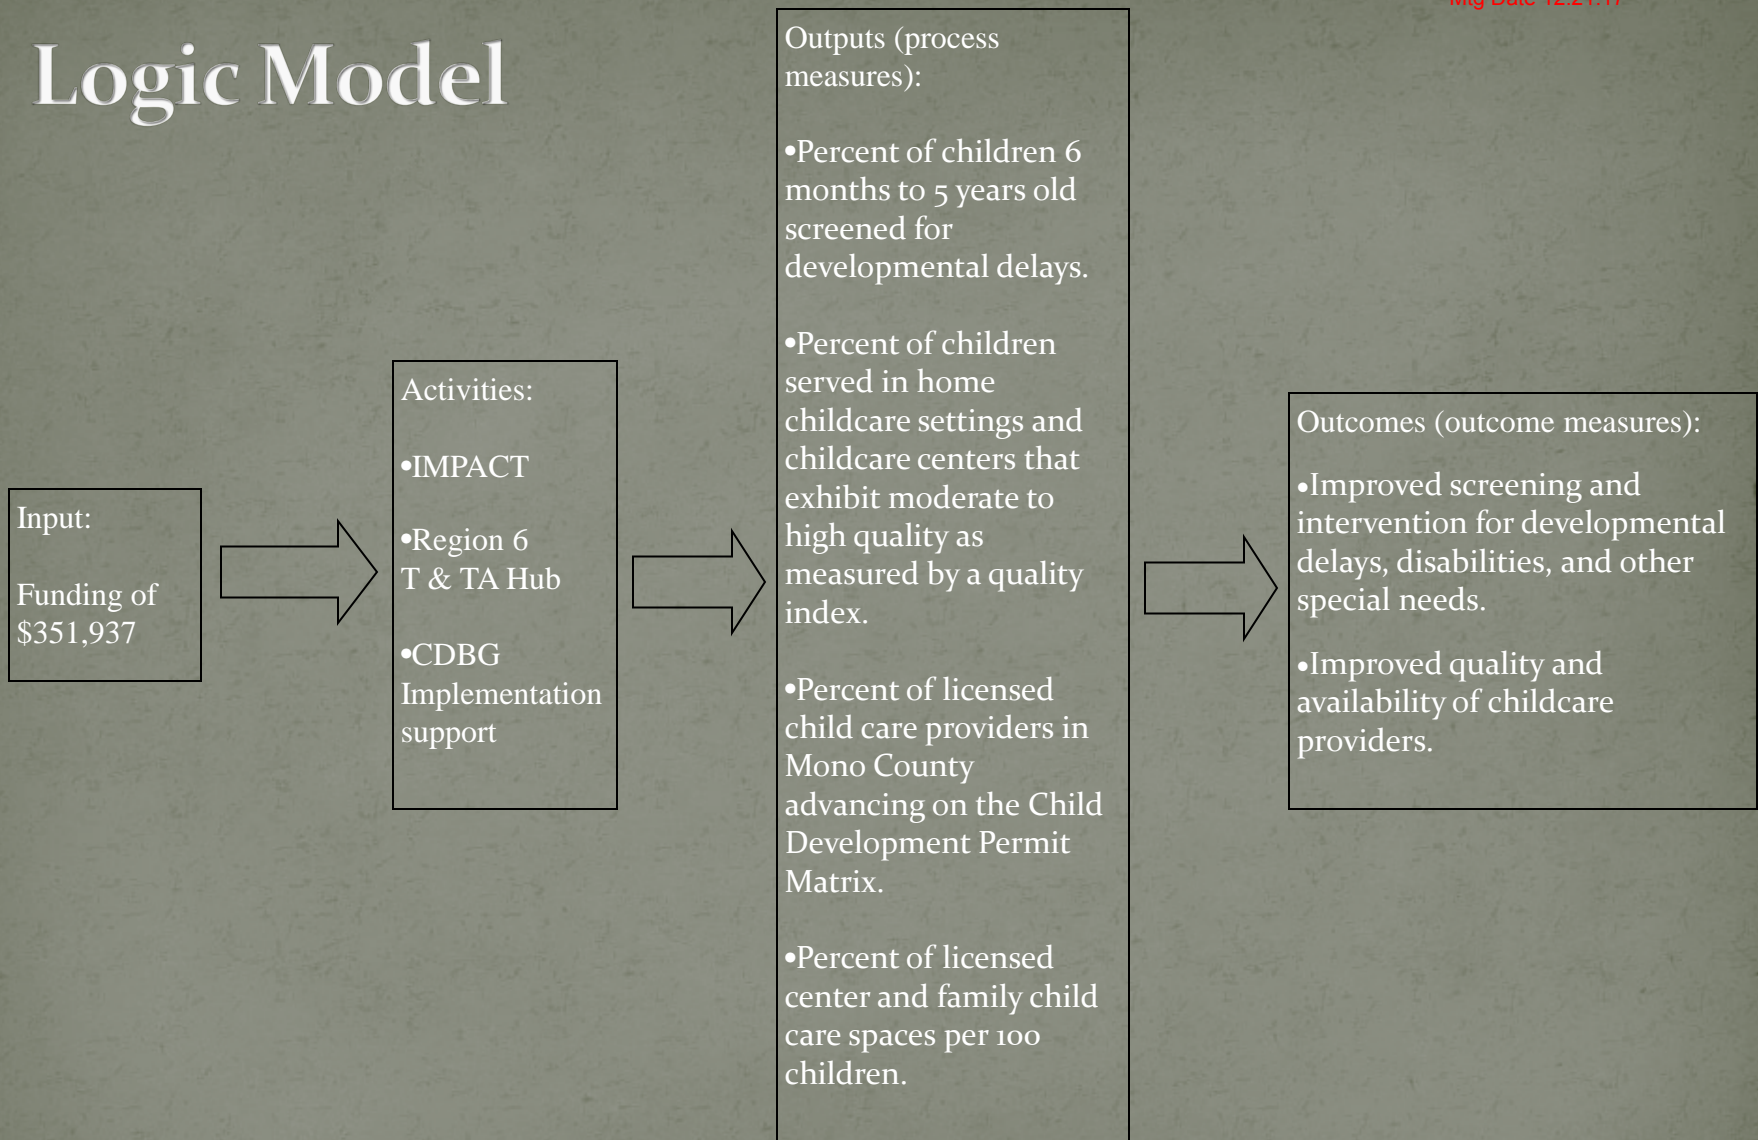 Mtg Date 12.21.17
Logic Model
Input:
Funding of
$351,937
Activities:
•IMPACT
•Region 6
T & TA Hub
•CDBG
Implementation
support
Outputs (process
measures):
•Percent of children 6
months to 5 years old
screened for
developmental delays.
•Percent of children
served in home
childcare settings and
childcare centers that
exhibit moderate to
high quality as
measured by a quality
index.
•Percent of licensed
child care providers in
Mono County
advancing on the Child
Development Permit
Matrix.
•Percent of licensed
center and family child
care spaces per 100
children.
Outcomes (outcome measures):
•Improved screening and
intervention for developmental
delays, disabilities, and other
special needs.
•Improved quality and
availability of childcare
providers.